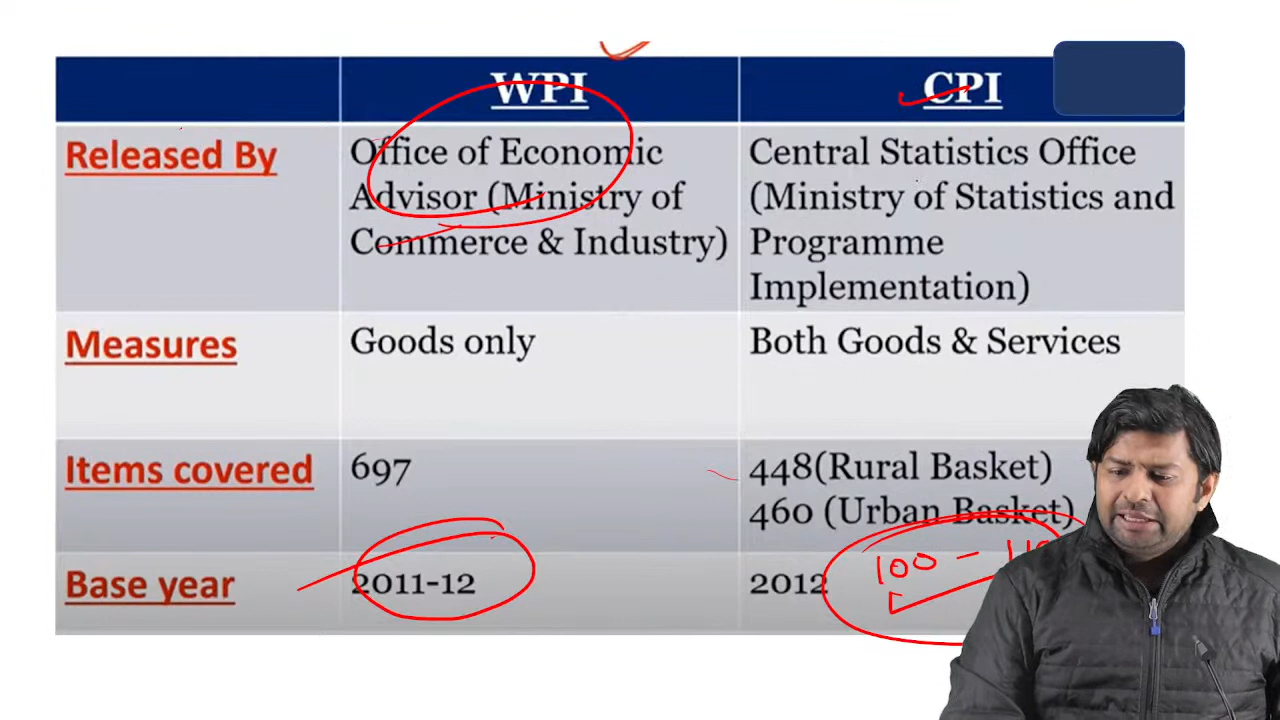 WPI CPI
Released By Office of Economic Central Statistics Office
Advisor (Ministry of (Ministry of Statistics and
Commerce & Industry) Programme
Implementation)
Measures Goods only Both Goods & Services
Items covered 697 448(Rural Basket)
460 (Urban Basket)
100 -
Base year 2011-12 2012